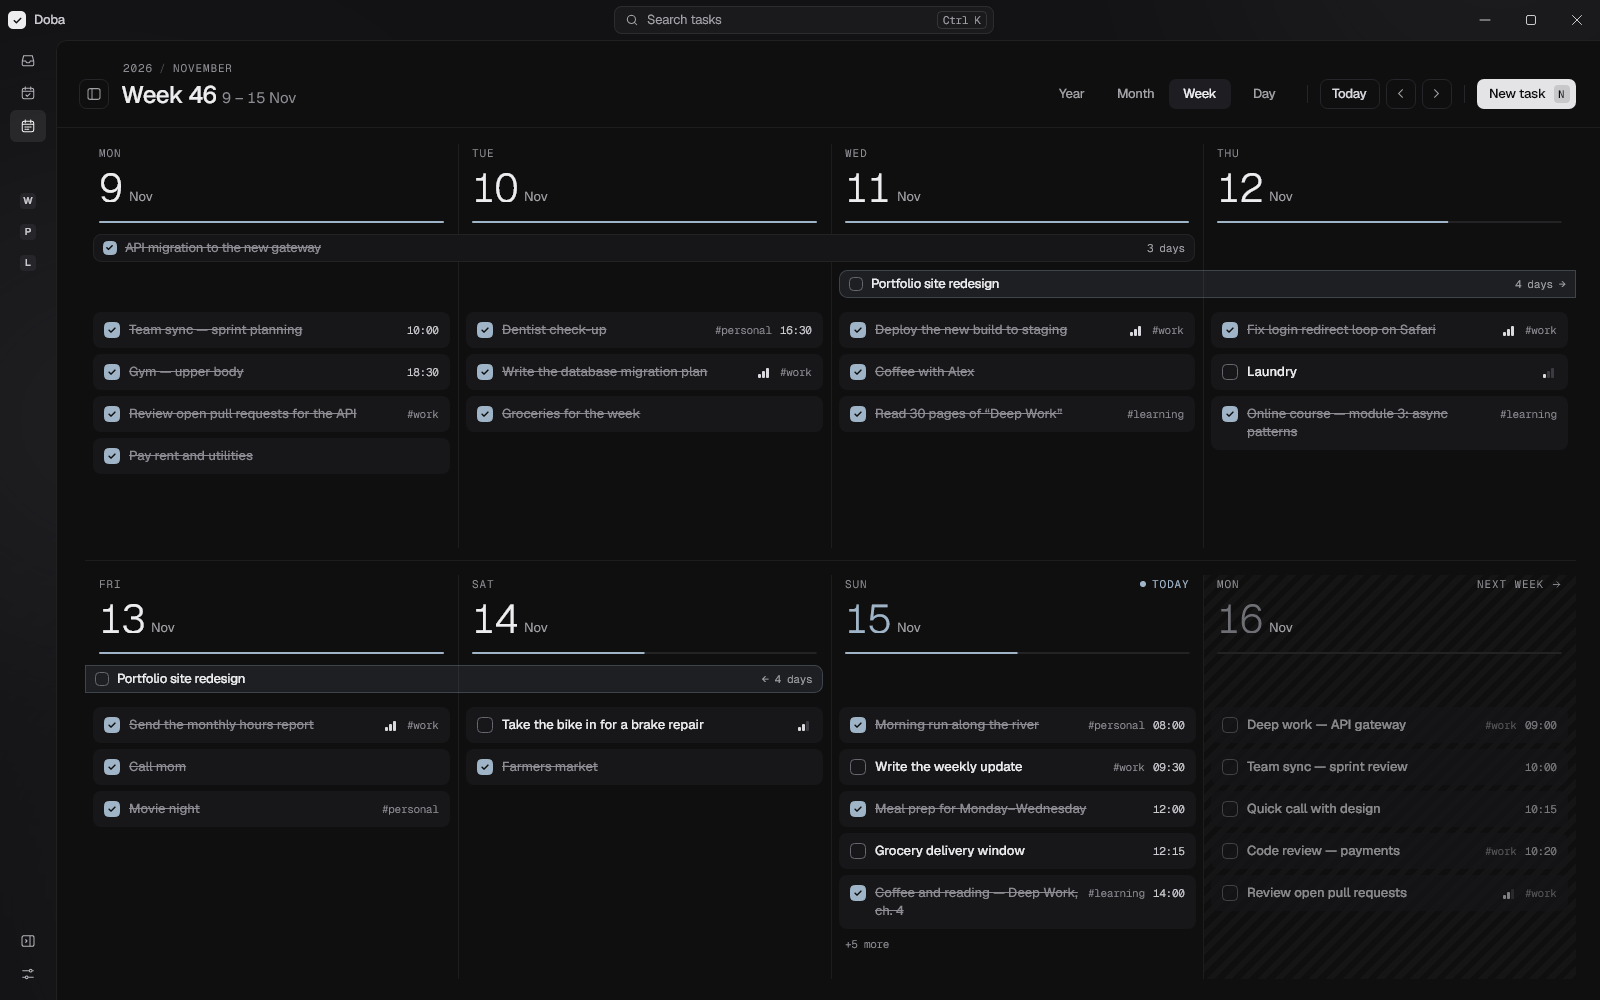 Doba
Search tasks
Ctrl K
2026 / NOVEMBER
Week 46 9 – 15 Nov
Year
Month
Week
Day
Today
New task N
W
P
L
MON
9 Nov
TUE
10 Nov
WED
11 Nov
THU
12 Nov
API migration to the new gateway 3 days
Portfolio site redesign 4 days →
Team sync — sprint planning 10:00
Gym — upper body 18:30
Review open pull requests for the API #work
Pay rent and utilities
Dentist check-up #personal 16:30
Write the database migration plan #work
Groceries for the week
Deploy the new build to staging #work
Coffee with Alex
Read 30 pages of “Deep Work” #learning
Fix login redirect loop on Safari #work
Laundry
Online course — module 3: async #learning
patterns
FRI
13 Nov
SAT
14 Nov
SUN TODAY
15 Nov
MON NEXT WEEK →
16 Nov
Portfolio site redesign ← 4 days
Send the monthly hours report #work
Call mom
Movie night #personal
Take the bike in for a brake repair
Farmers market
Morning run along the river #personal 08:00
Write the weekly update #work 09:30
Meal prep for Monday–Wednesday 12:00
Grocery delivery window 12:15
Coffee and reading — Deep Work, #learning 14:00
ch. 4
+5 more
Deep work — API gateway #work 09:00
Team sync — sprint review 10:00
Quick call with design 10:15
Code review — payments #work 10:20
Review open pull requests #work